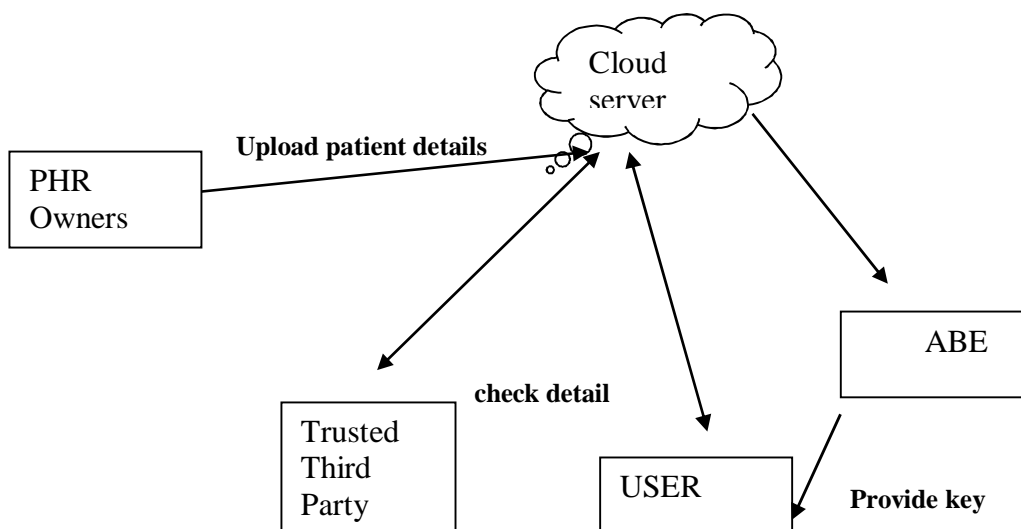 Cloud
server
Upload patient details
PHR
Owners
ABE
check detail
Trusted
Third
Party
USER
Provide key